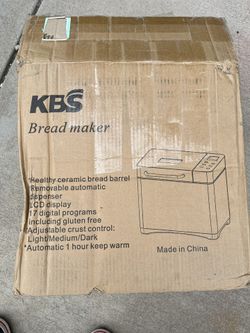 KBS
Bread maker
*Healthy ceramic bread barrel
*Removable automatic
dispenser
*LCD display
*17 digital programs
including gluten free
*Adjustable crust control:
Light/Medium/Dark
*Automatic 1 hour keep warm
Made in China